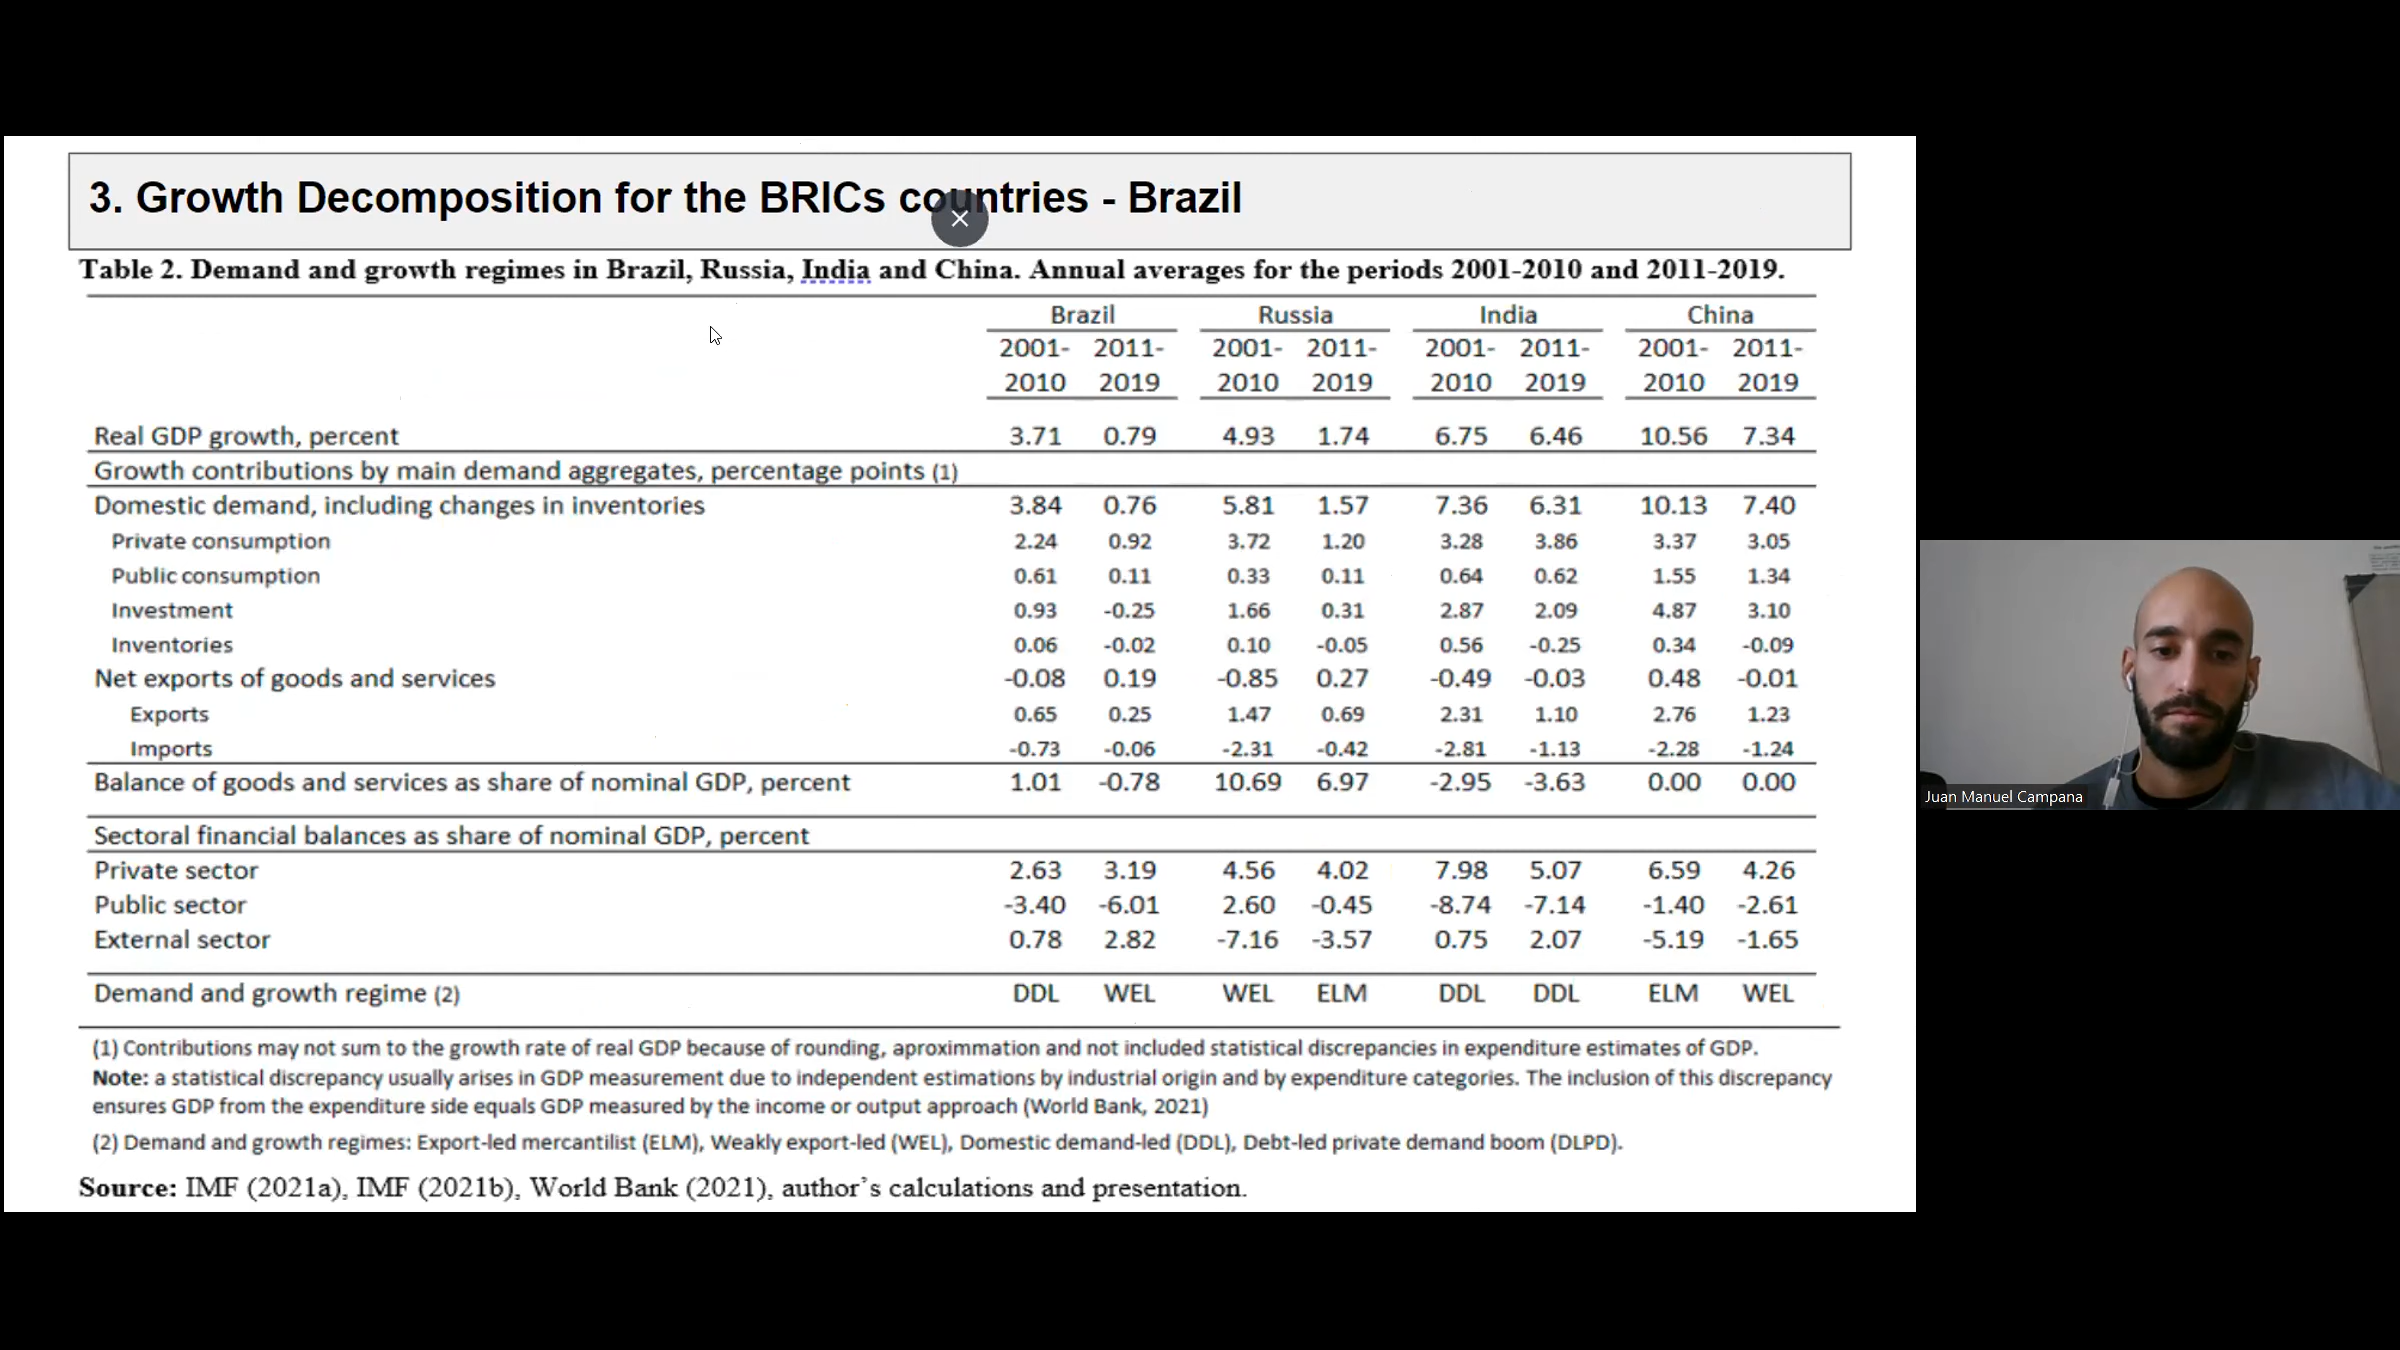 3. Growth Decomposition for the BRICs countries - Brazil
Table 2. Demand and growth regimes in Brazil, Russia, India and China. Annual averages for the periods 2001-2010 and 2011-2019.
Brazil Russia India China
2001- 2011- 2001- 2011- 2001- 2011- 2001- 2011-
2010 2019 2010 2019 2010 2019 2010 2019
Real GDP growth, percent 3.71 0.79 4.93 1.74 6.75 6.46 10.56 7.34
Growth contributions by main demand aggregates, percentage points (1)
Domestic demand, including changes in inventories 3.84 0.76 5.81 1.57 7.36 6.31 10.13 7.40
Private consumption 2.24 0.92 3.72 1.20 3.28 3.86 3.37 3.05
Public consumption 0.61 0.11 0.33 0.11 0.64 0.62 1.55 1.34
Investment 0.93 -0.25 1.66 0.31 2.87 2.09 4.87 3.10
Inventories 0.06 -0.02 0.10 -0.05 0.56 -0.25 0.34 -0.09
Net exports of goods and services -0.08 0.19 -0.85 0.27 -0.49 -0.03 0.48 -0.01
Exports 0.65 0.25 1.47 0.69 2.31 1.10 2.76 1.23
Imports -0.73 -0.06 -2.31 -0.42 -2.81 -1.13 -2.28 -1.24
Balance of goods and services as share of nominal GDP, percent 1.01 -0.78 10.69 6.97 -2.95 -3.63 0.00 0.00
Sectoral financial balances as share of nominal GDP, percent
Private sector 2.63 3.19 4.56 4.02 7.98 5.07 6.59 4.26
Public sector -3.40 -6.01 2.60 -0.45 -8.74 -7.14 -1.40 -2.61
External sector 0.78 2.82 -7.16 -3.57 0.75 2.07 -5.19 -1.65
Demand and growth regime (2) DDL WEL WEL ELM DDL DDL ELM WEL
(1) Contributions may not sum to the growth rate of real GDP because of rounding, aproximmation and not included statistical discrepancies in expenditure estimates of GDP.
Note: a statistical discrepancy usually arises in GDP measurement due to independent estimations by industrial origin and by expenditure categories. The inclusion of this discrepancy
ensures GDP from the expenditure side equals GDP measured by the income or output approach (World Bank, 2021)
(2) Demand and growth regimes: Export-led mercantilist (ELM), Weakly export-led (WEL), Domestic demand-led (DDL), Debt-led private demand boom (DLPD).
Source: IMF (2021a), IMF (2021b), World Bank (2021), author's calculations and presentation.
Juan Manuel Campana